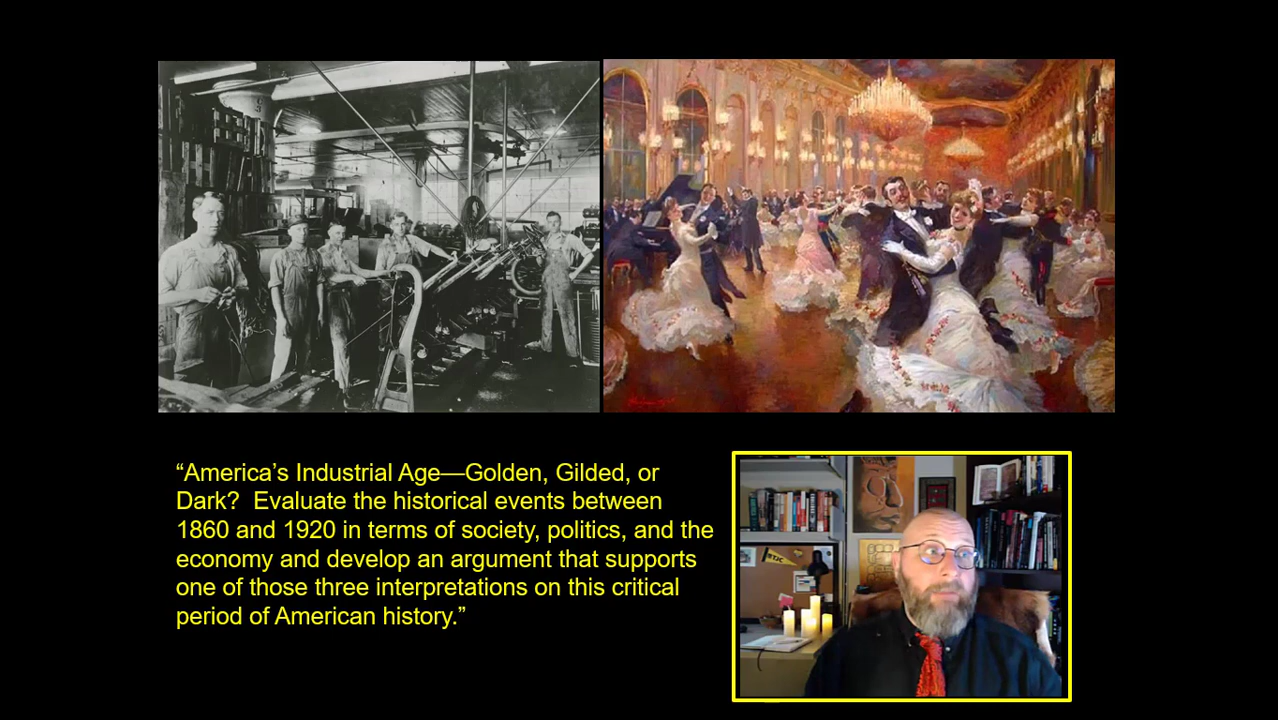 “America’s Industrial Age—Golden, Gilded, or
Dark?  Evaluate the historical events between
1860 and 1920 in terms of society, politics, and the
economy and develop an argument that supports
one of those three interpretations on this critical
period of American history.”